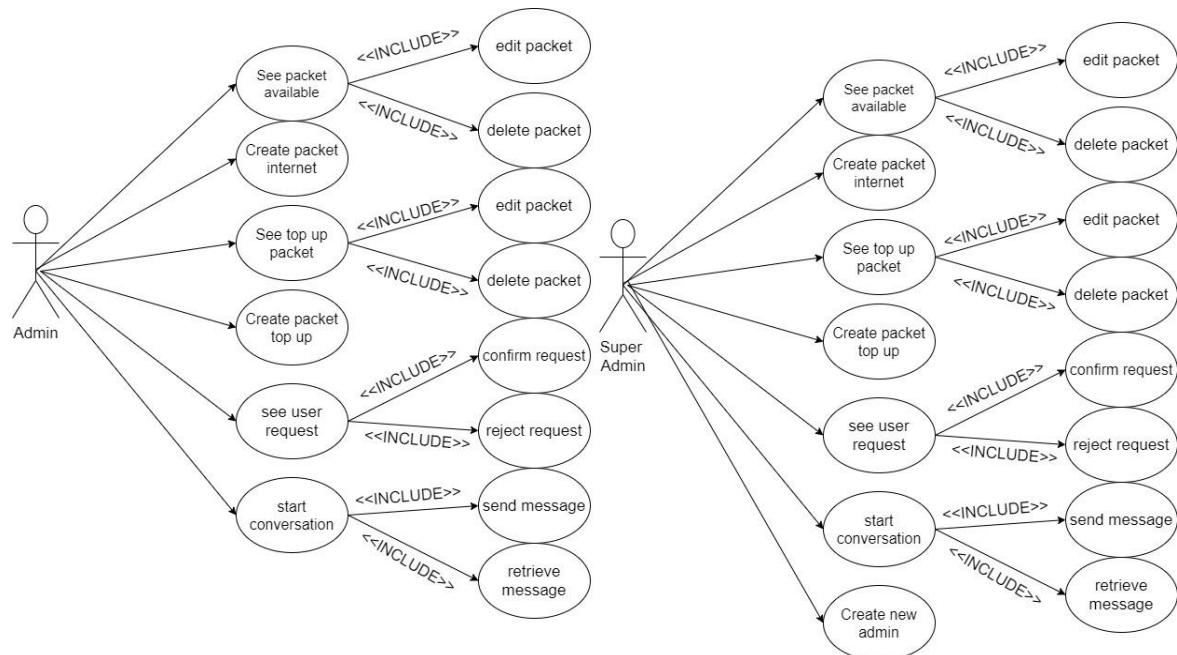 <<INCLUDE>>
edit packet
See packet
available
<<INCLUDE>>
delete packet
Create packet
internet
<<INCLUDE>>
edit packet
See top up
packet
<<INCLUDE>>
delete packet
Admin
Create packet
top up
<<INCLUDE>>
confirm request
see user
request
<<INCLUDE>>
reject request
<<INCLUDE>>
send message
start
conversation
<<INCLUDE>>
retrieve
message
<<INCLUDE>>
edit packet
See packet
available
<<INCLUDE>>
delete packet
Create packet
internet
<<INCLUDE>>
edit packet
See top up
packet
<<INCLUDE>>
delete packet
Super
Admin
Create packet
top up
<<INCLUDE>>
confirm request
see user
request
<<INCLUDE>>
reject request
<<INCLUDE>>
send message
start
conversation
<<INCLUDE>>
retrieve
message
Create new
admin